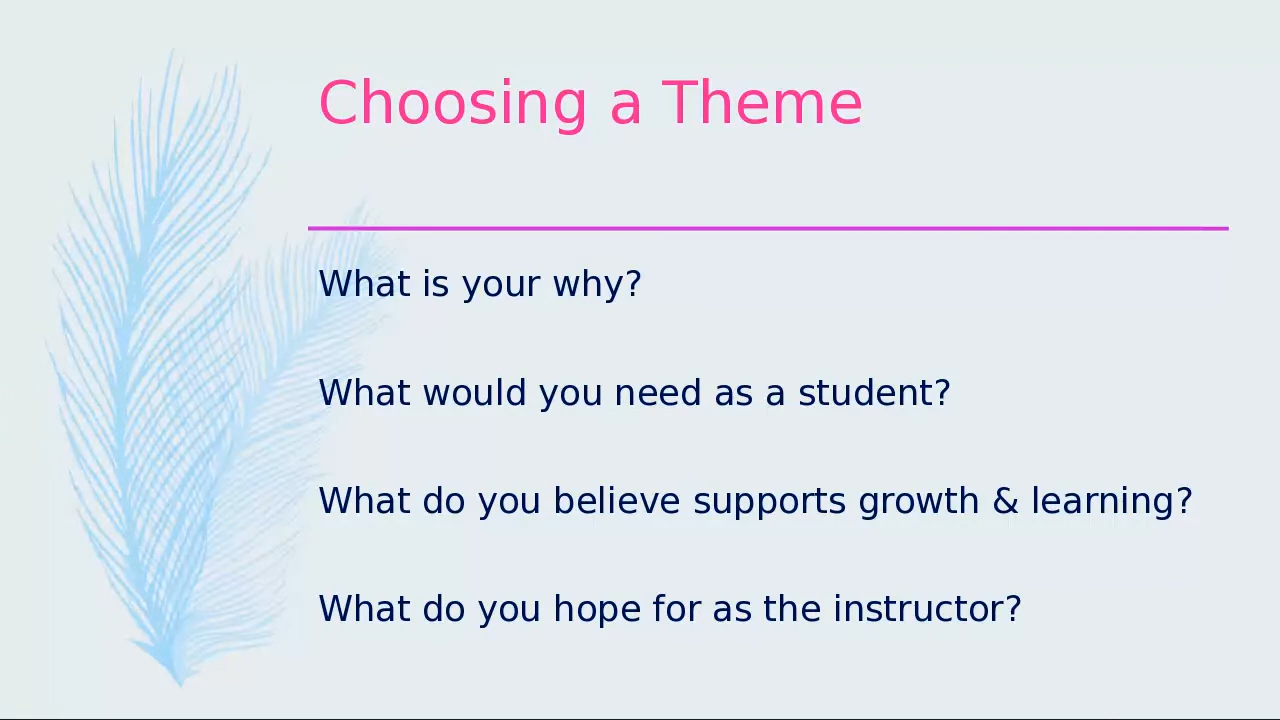 Choosing a Theme
What is your why?
What would you need as a student?
What do you believe supports growth & learning?
What do you hope for as the instructor?